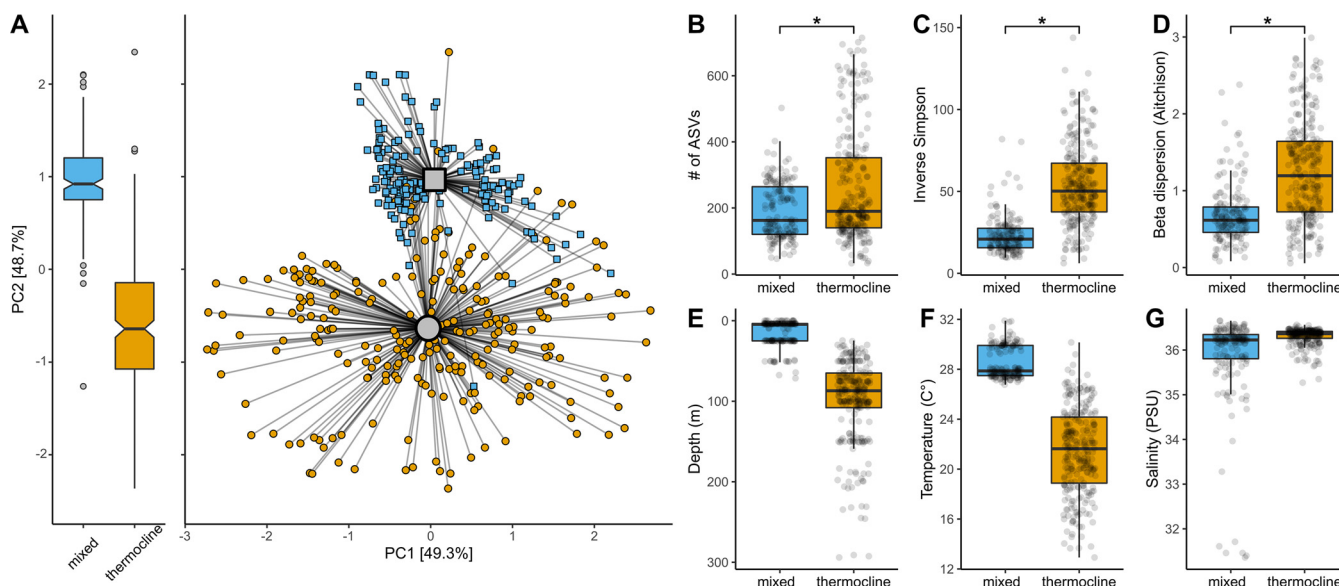 A
PC2 [48.7%]
2
1
0
-1
-2
mixed
thermocline
-3
-2
-1
0
1
2
3
PC1 [49.3%]
B
*
# of ASVs
600
400
200
0
mixed
thermocline
C
*
Inverse Simpson
150
100
50
0
mixed
thermocline
D
*
Beta dispersion (Aitchison)
3
2
1
0
mixed
thermocline
E
Depth (m)
0
100
200
300
mixed
thermocline
F
Temperature (C°)
32
28
24
20
16
12
mixed
thermocline
G
Salinity (PSU)
36
35
34
33
32
mixed
thermocline